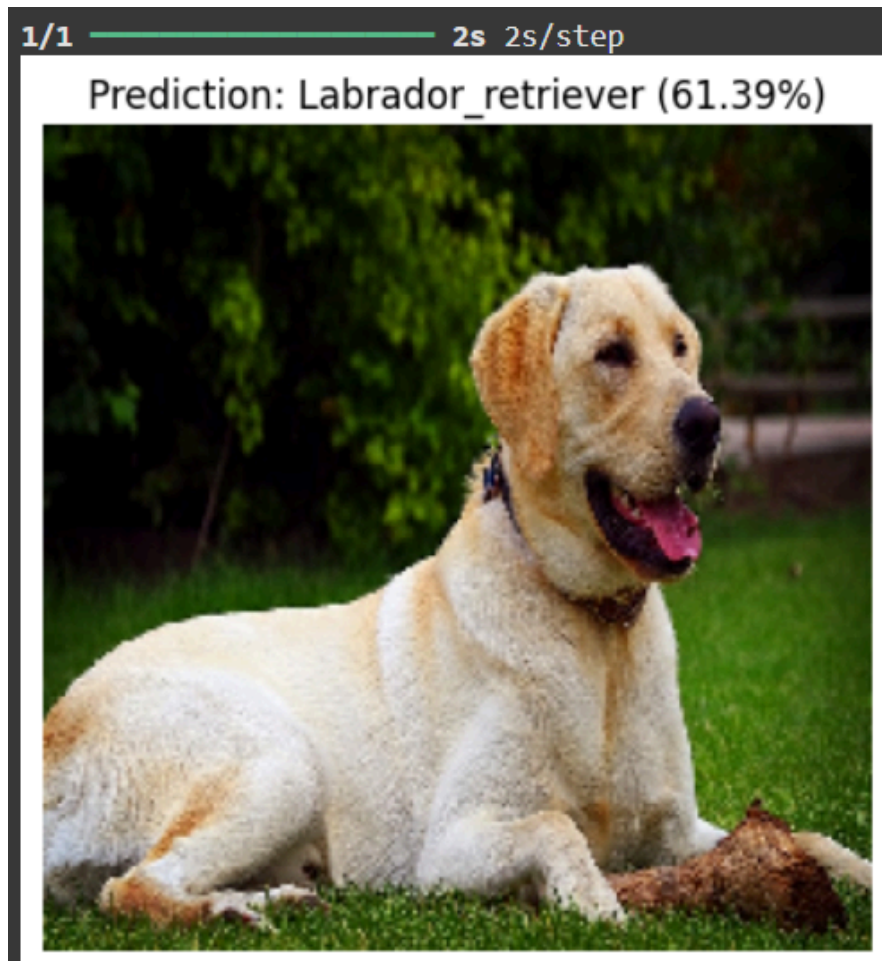 1/1 ━━━━━━━━━━━━━━━━━━━━ 2s 2s/step
Prediction: Labrador_retriever (61.39%)